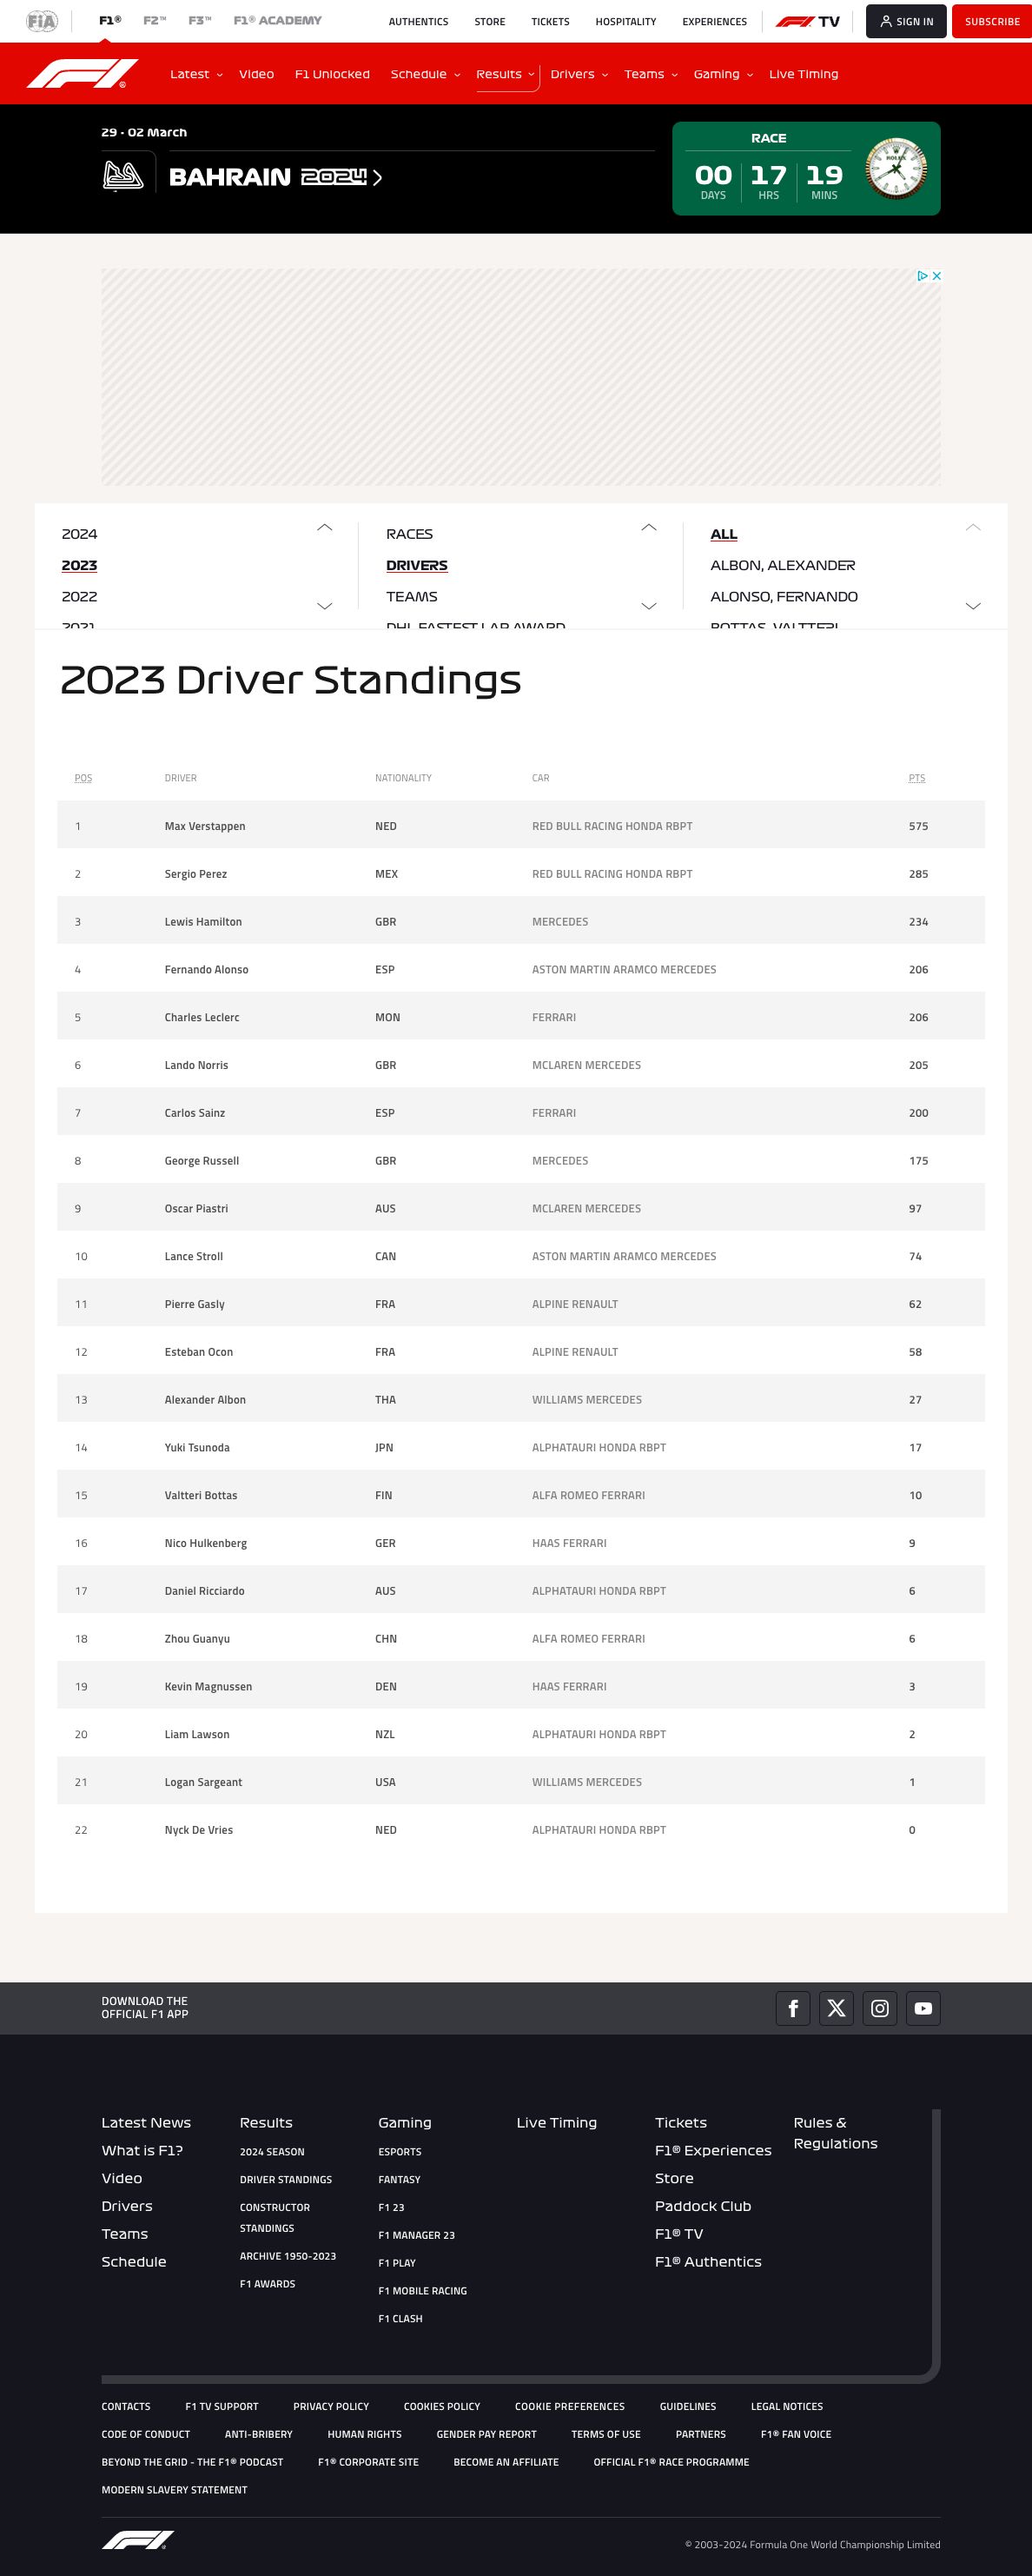 FiA F1® F2™ F3™ F1® ACADEMY AUTHENTICS STORE TICKETS HOSPITALITY EXPERIENCES F1 TV SIGN IN SUBSCRIBE
F1 Latest Video F1 Unlocked Schedule Results Drivers Teams Gaming Live Timing
29 - 02 March
BAHRAIN 2024
RACE
00 17 19
DAYS HRS MINS
ROLEX
2024 RACES ALL
2023 DRIVERS ALBON, ALEXANDER
2022 TEAMS ALONSO, FERNANDO
2021 DHL FASTEST LAP AWARD BOTTAS, VALTTERI
2023 Driver Standings
POS DRIVER NATIONALITY CAR PTS
1 Max Verstappen NED RED BULL RACING HONDA RBPT 575
2 Sergio Perez MEX RED BULL RACING HONDA RBPT 285
3 Lewis Hamilton GBR MERCEDES 234
4 Fernando Alonso ESP ASTON MARTIN ARAMCO MERCEDES 206
5 Charles Leclerc MON FERRARI 206
6 Lando Norris GBR MCLAREN MERCEDES 205
7 Carlos Sainz ESP FERRARI 200
8 George Russell GBR MERCEDES 175
9 Oscar Piastri AUS MCLAREN MERCEDES 97
10 Lance Stroll CAN ASTON MARTIN ARAMCO MERCEDES 74
11 Pierre Gasly FRA ALPINE RENAULT 62
12 Esteban Ocon FRA ALPINE RENAULT 58
13 Alexander Albon THA WILLIAMS MERCEDES 27
14 Yuki Tsunoda JPN ALPHATAURI HONDA RBPT 17
15 Valtteri Bottas FIN ALFA ROMEO FERRARI 10
16 Nico Hulkenberg GER HAAS FERRARI 9
17 Daniel Ricciardo AUS ALPHATAURI HONDA RBPT 6
18 Zhou Guanyu CHN ALFA ROMEO FERRARI 6
19 Kevin Magnussen DEN HAAS FERRARI 3
20 Liam Lawson NZL ALPHATAURI HONDA RBPT 2
21 Logan Sargeant USA WILLIAMS MERCEDES 1
22 Nyck De Vries NED ALPHATAURI HONDA RBPT 0
DOWNLOAD THE
OFFICIAL F1 APP
Latest News
What is F1?
Video
Drivers
Teams
Schedule
Results
2024 SEASON
DRIVER STANDINGS
CONSTRUCTOR
STANDINGS
ARCHIVE 1950-2023
F1 AWARDS
Gaming
ESPORTS
FANTASY
F1 23
F1 MANAGER 23
F1 PLAY
F1 MOBILE RACING
F1 CLASH
Live Timing
Tickets
F1® Experiences
Store
Paddock Club
F1® TV
F1® Authentics
Rules &
Regulations
CONTACTS F1 TV SUPPORT PRIVACY POLICY COOKIES POLICY COOKIE PREFERENCES GUIDELINES LEGAL NOTICES
CODE OF CONDUCT ANTI-BRIBERY HUMAN RIGHTS GENDER PAY REPORT TERMS OF USE PARTNERS F1® FAN VOICE
BEYOND THE GRID - THE F1® PODCAST F1® CORPORATE SITE BECOME AN AFFILIATE OFFICIAL F1® RACE PROGRAMME
MODERN SLAVERY STATEMENT
F1 © 2003-2024 Formula One World Championship Limited